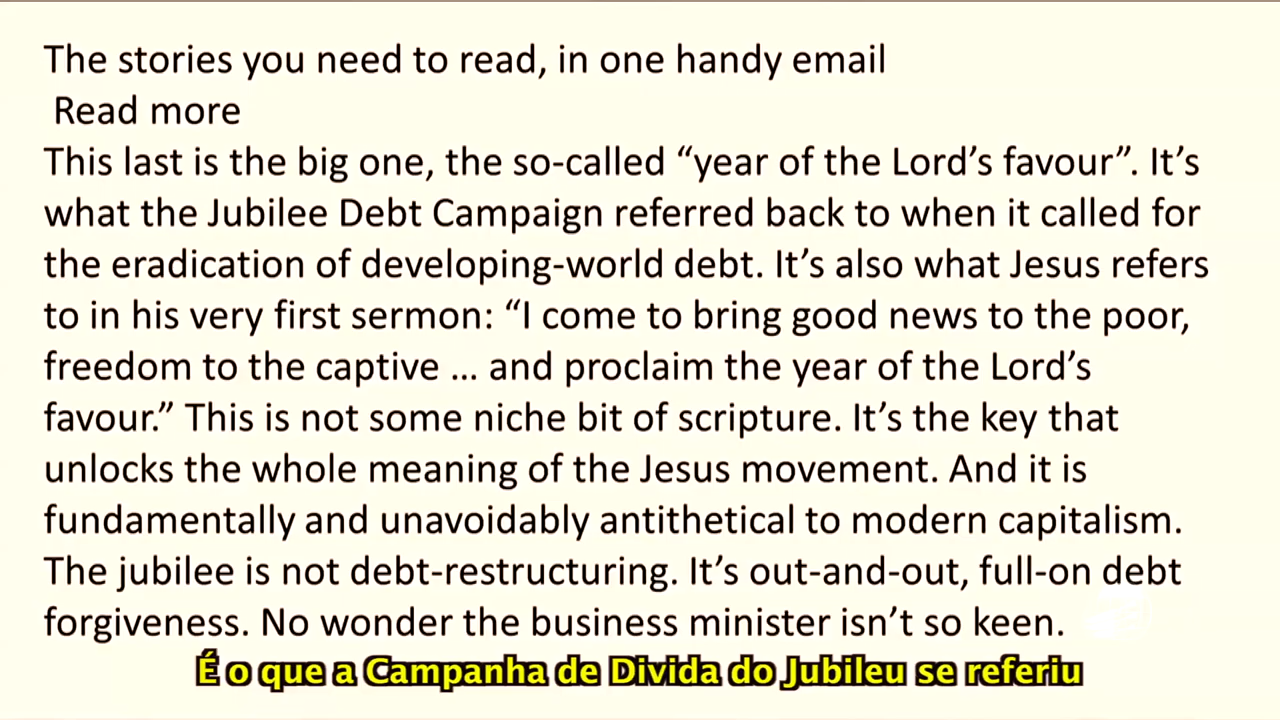 The stories you need to read, in one handy email
Read more
This last is the big one, the so-called “year of the Lord’s favour”. It’s
what the Jubilee Debt Campaign referred back to when it called for
the eradication of developing-world debt. It’s also what Jesus refers
to in his very first sermon: “I come to bring good news to the poor,
freedom to the captive … and proclaim the year of the Lord’s
favour.” This is not some niche bit of scripture. It’s the key that
unlocks the whole meaning of the Jesus movement. And it is
fundamentally and unavoidably antithetical to modern capitalism.
The jubilee is not debt-restructuring. It’s out-and-out, full-on debt
forgiveness. No wonder the business minister isn’t so keen.
É o que a Campanha de Divida do Jubileu se referiu